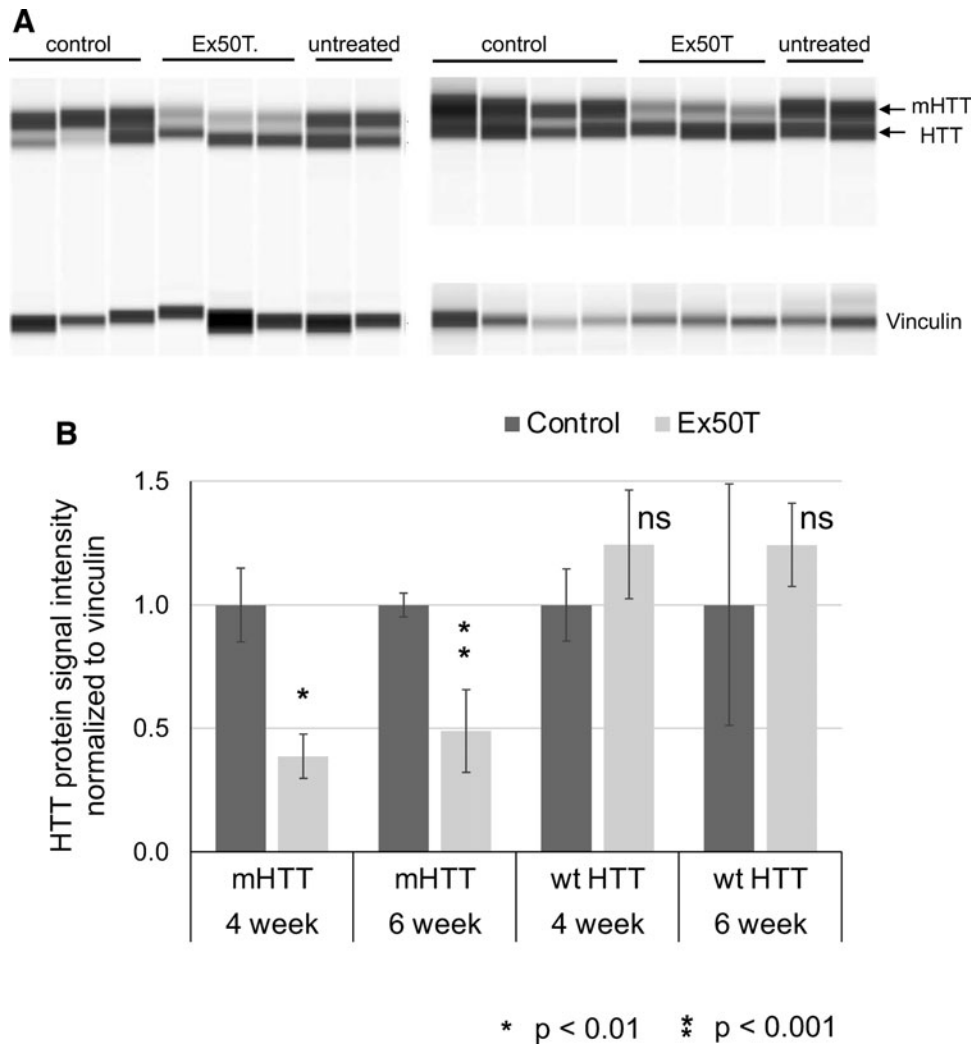 A
control Ex50T. untreated control Ex50T untreated
mHTT
HTT
Vinculin
B
Control Ex50T
HTT protein signal intensity
normalized to vinculin
1.5
1.0
0.5
0.0
*
*
*
ns
ns
mHTT mHTT wt HTT wt HTT
4 week 6 week 4 week 6 week
* p < 0.01 ** p < 0.001